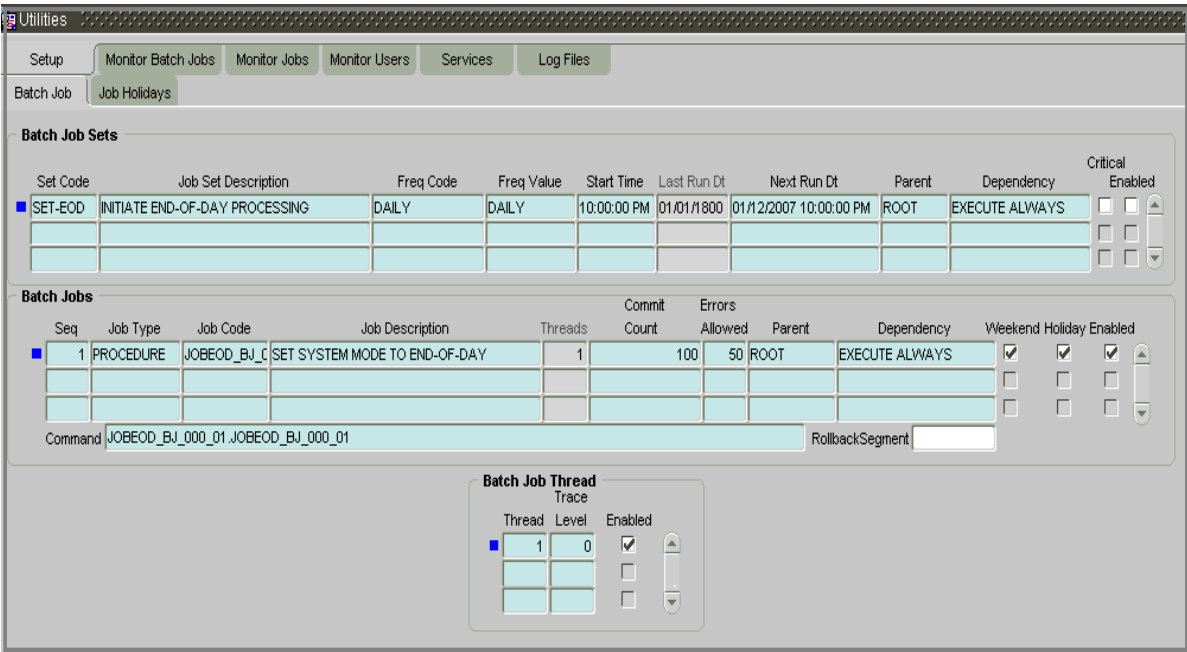 Utilities
Setup Monitor Batch Jobs Monitor Jobs Monitor Users Services Log Files
Batch Job Job Holidays
Batch Job Sets
Critical
Set Code Job Set Description Freq Code Freq Value Start Time Last Run Dt Next Run Dt Parent Dependency Enabled
SET-EOD INITIATE END-OF-DAY PROCESSING DAILY DAILY 10:00:00 PM 01/01/1800 01/12/2007 10:00:00 PM ROOT EXECUTE ALWAYS
Batch Jobs
Commit Errors
Seq Job Type Job Code Job Description Threads Count Allowed Parent Dependency Weekend Holiday Enabled
1 PROCEDURE JOBEOD_BJ_0 SET SYSTEM MODE TO END-OF-DAY 1 100 50 ROOT EXECUTE ALWAYS
Command JOBEOD_BJ_000_01.JOBEOD_BJ_000_01 RollbackSegment
Batch Job Thread
Trace
Thread Level Enabled
1 0